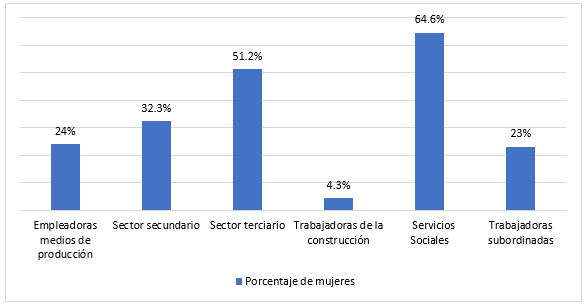 64.6%
51.2%
32.3%
24%
23%
4.3%
Empleadoras
medios de
producción
Sector secundario
Sector terciario
Trabajadoras de la
construcción
Servicios
Sociales
Trabajadoras
subordinadas
Porcentaje de mujeres